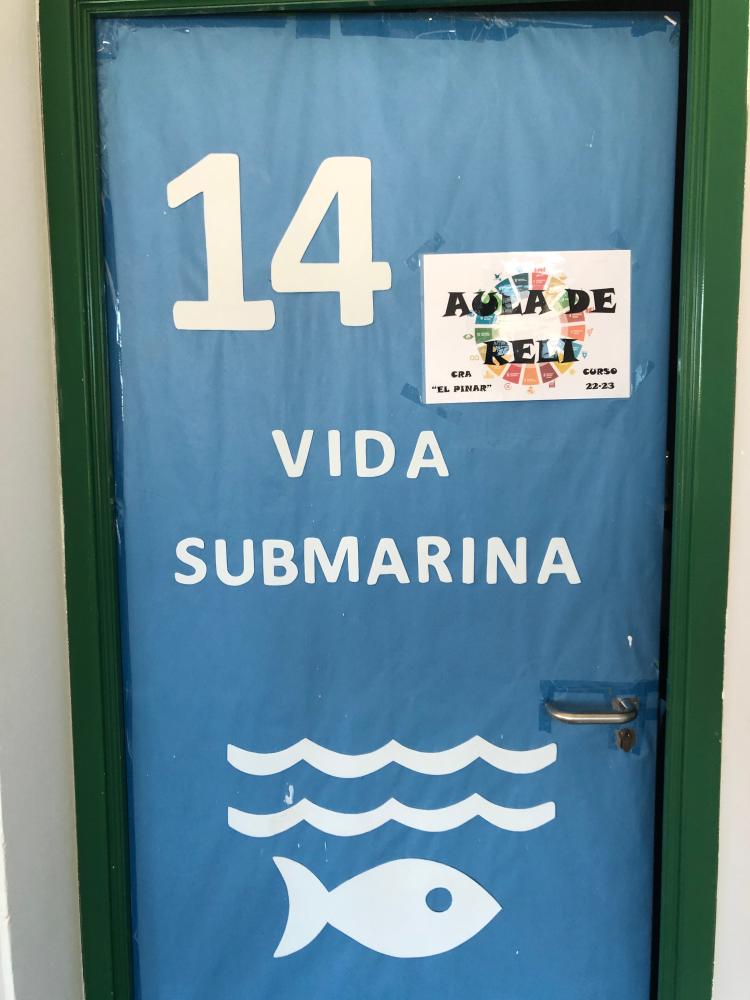 14
AULA DE
RELI
CRA
"EL PINAR"
CURSO
22-23
VIDA
SUBMARINA